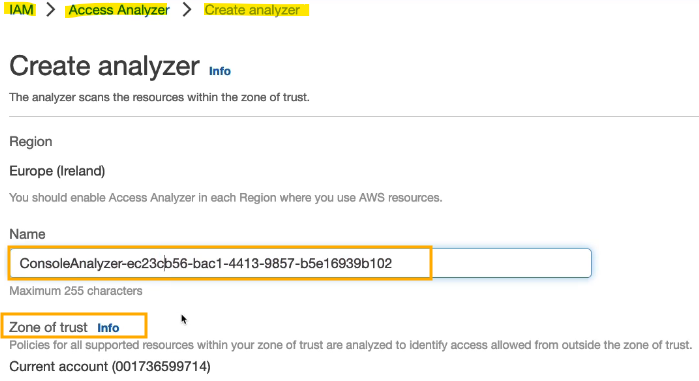 IAM > Access Analyzer > Create analyzer
Create analyzer Info
The analyzer scans the resources within the zone of trust.
Region
Europe (Ireland)
You should enable Access Analyzer in each Region where you use AWS resources.
Name
ConsoleAnalyzer-ec23cb56-bac1-4413-9857-b5e16939b102
Maximum 255 characters
Zone of trust Info
Policies for all supported resources within your zone of trust are analyzed to identify access allowed from outside the zone of trust.
Current account (001736599714)